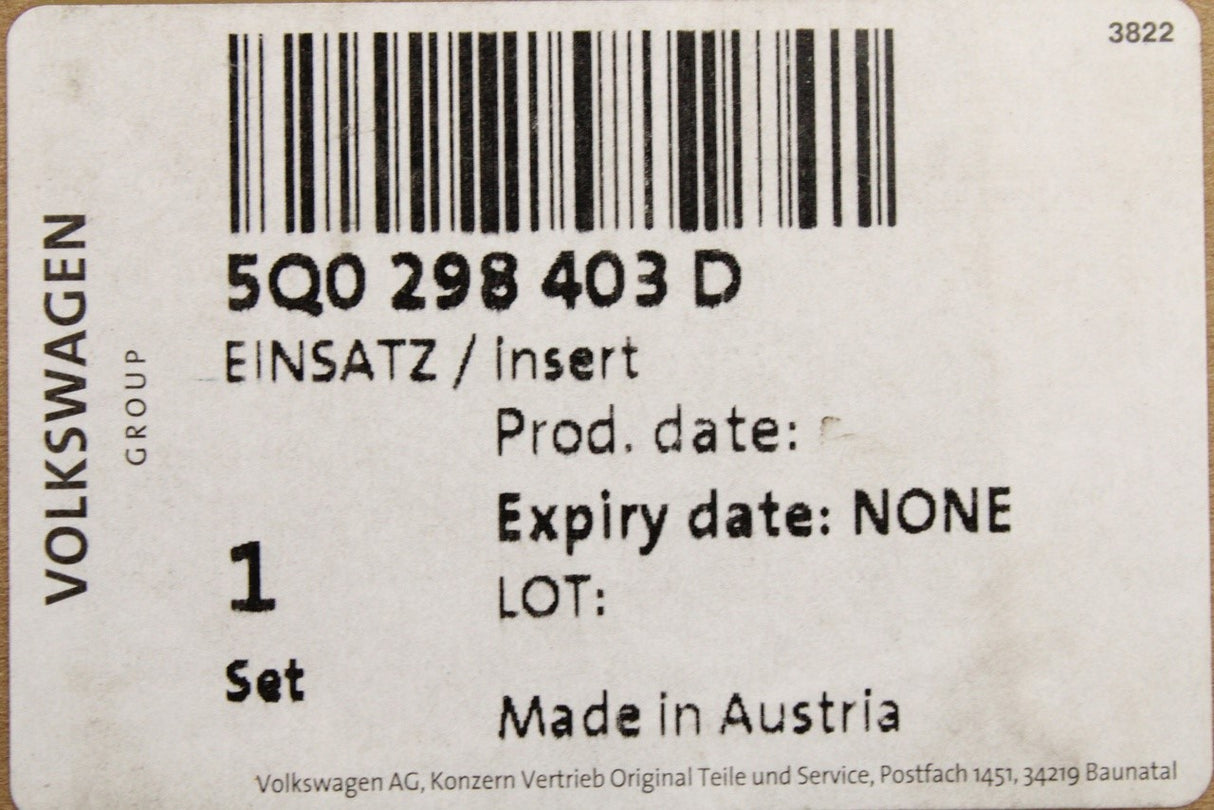 3822
VOLKSWAGEN
GROUP
5Q0 298 403 D
EINSATZ / insert
Prod. date:
Expiry date: NONE
1
LOT:
Set
Made in Austria
Volkswagen AG, Konzern Vertrieb Original Teile und Service, Postfach 1451, 34219 Baunatal